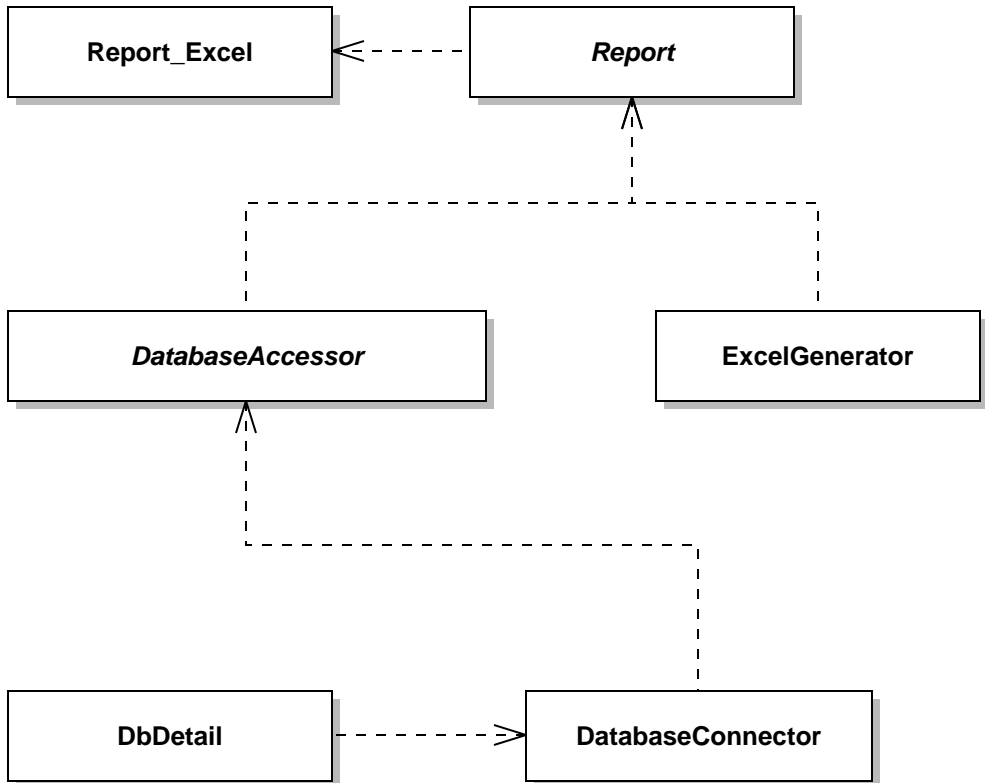 Report_Excel
Report
DatabaseAccessor
ExcelGenerator
DbDetail
DatabaseConnector